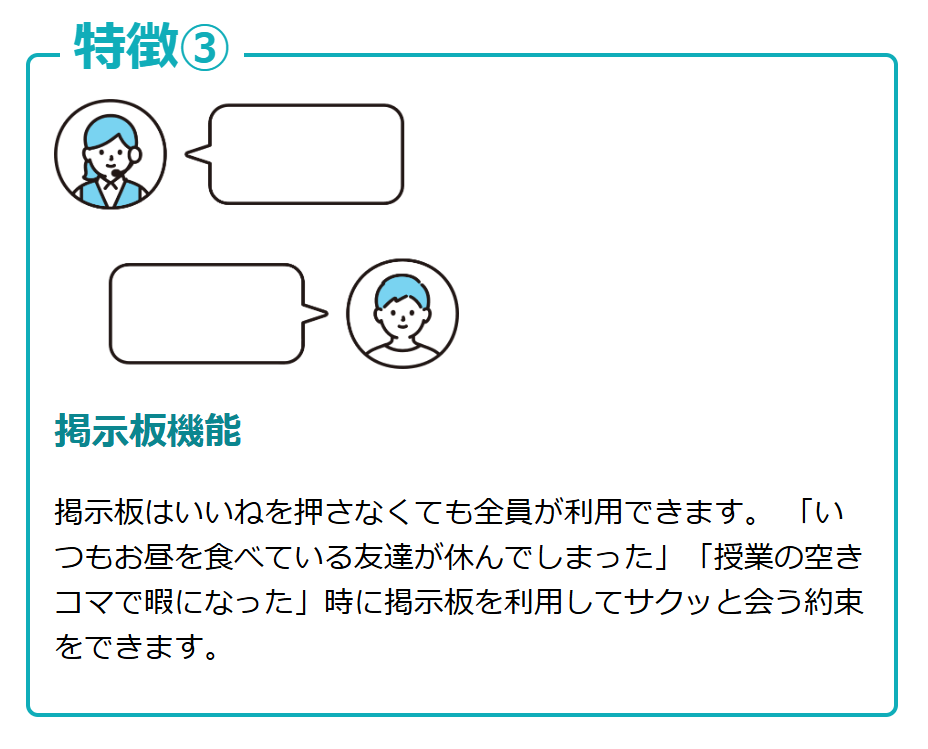 特徴③
掲示板機能
掲示板はいいねを押さなくても全員が利用できます。 「い
つもお昼を食べている友達が休んでしまった」「授業の空き
コマで暇になった」時に掲示板を利用してサクッと会う約束
をできます。